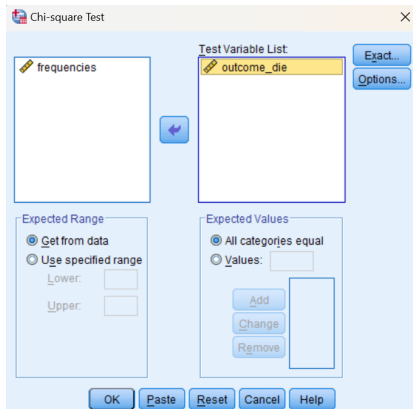 Chi-square Test
Test Variable List:
frequencies
outcome_die
Exact...
Options...
Expected Range
Get from data
Use specified range
Lower:
Upper:
Expected Values
All categories equal
Values:
Add
Change
Remove
OK Paste Reset Cancel Help